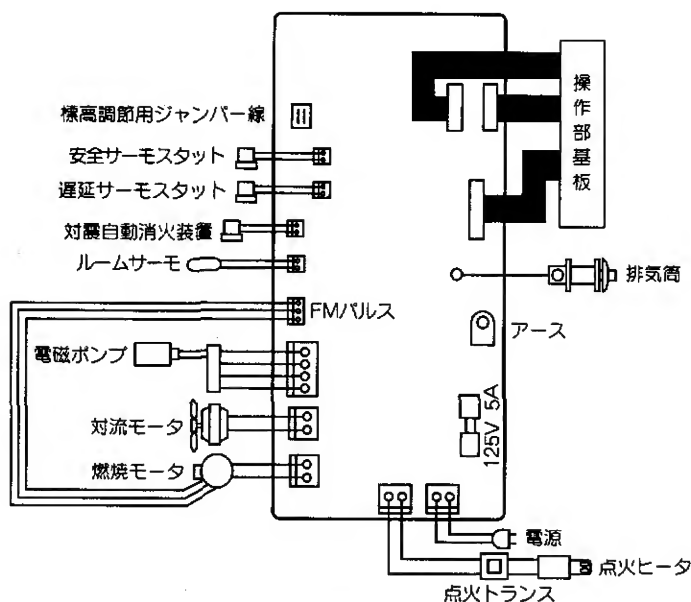 標高調節用ジャンパー線
安全サーモスタット
遅延サーモスタット
対震自動消火装置
ルームサーモ
FMパルス
電磁ポンプ
対流モータ
燃焼モータ
操作部基板
排気筒
アース
125V 5A
電源
点火ヒータ
点火トランス